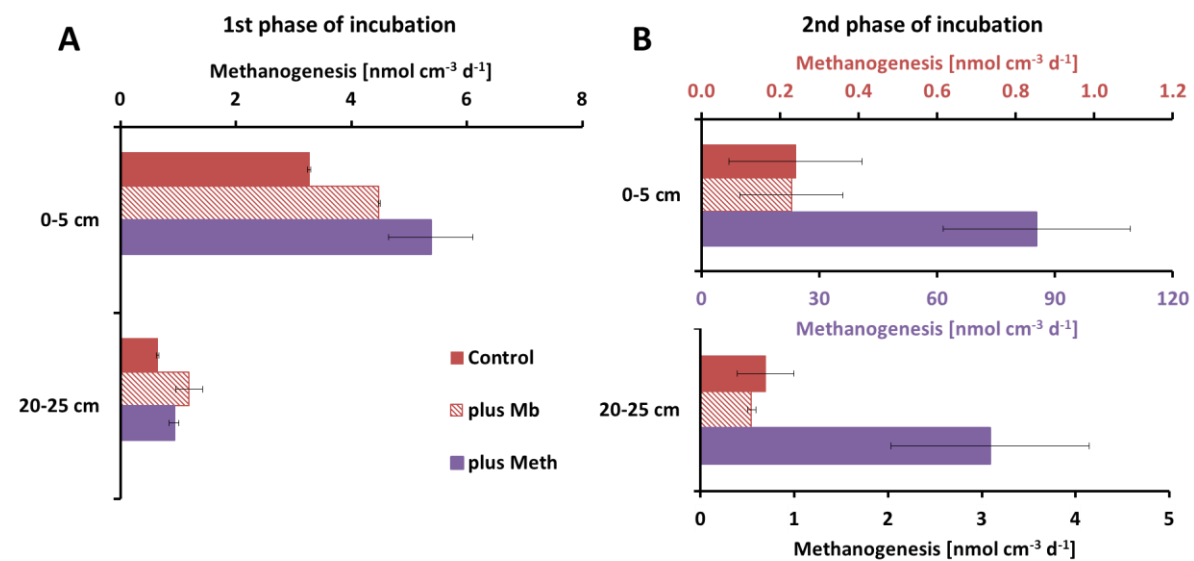 A
1st phase of incubation
Methanogenesis [nmol cm-3 d-1]
0 2 4 6 8
0-5 cm
20-25 cm
Control
plus Mb
plus Meth
B
2nd phase of incubation
Methanogenesis [nmol cm-3 d-1]
0.0 0.2 0.4 0.6 0.8 1.0 1.2
0-5 cm
0 30 60 90 120
Methanogenesis [nmol cm-3 d-1]
20-25 cm
0 1 2 3 4 5
Methanogenesis [nmol cm-3 d-1]